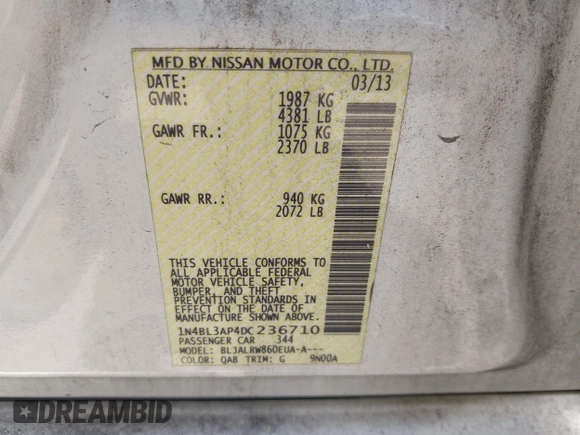 MFD BY NISSAN MOTOR CO., LTD.
DATE: 03/13
GVWR: 1987 KG
4381 LB
GAWR FR.: 1075 KG
2370 LB
GAWR RR.: 940 KG
2072 LB
THIS VEHICLE CONFORMS TO
ALL APPLICABLE FEDERAL
MOTOR VEHICLE SAFETY,
BUMPER, AND THEFT
PREVENTION STANDARDS IN
EFFECT ON THE DATE OF
MANUFACTURE SHOWN ABOVE.
1N4BL3AP4DC236710
PASSENGER CAR 344
MODEL: BLJALRW860EUA-A---
COLOR: QAB TRIM: G 9N00A
DREAMBID